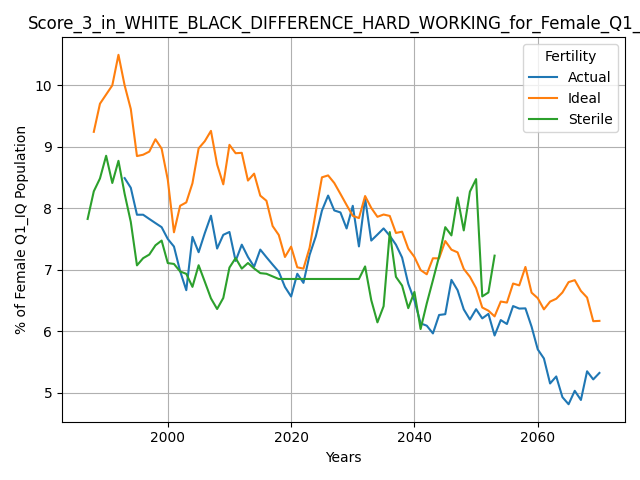 Score_3_in_WHITE_BLACK_DIFFERENCE_HARD_WORKING_for_Female_Q1_
Fertility
Actual
Ideal
Sterile
% of Female Q1_IQ Population
10
9
8
7
6
5
2000
2020
2040
2060
Years